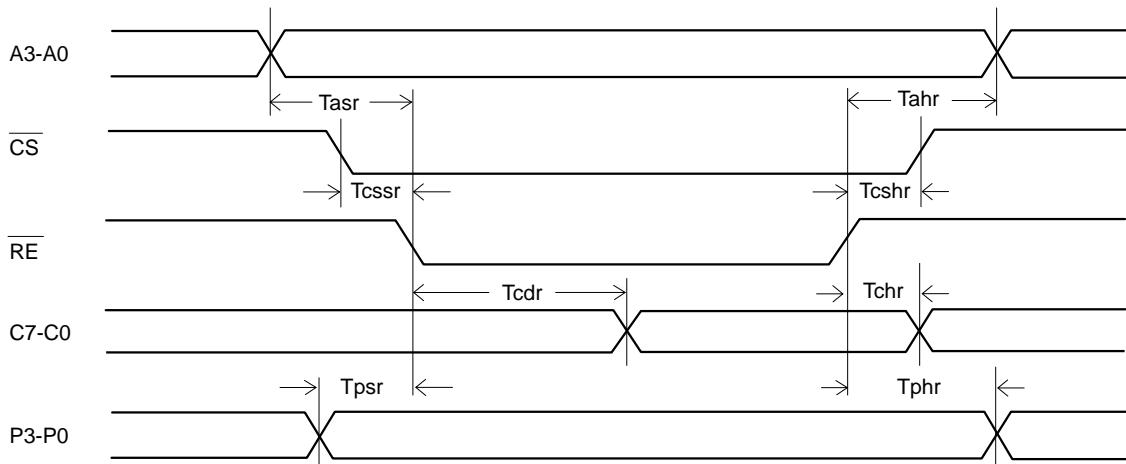 A3-A0
Tasr
Tahr
CS
Tcssr
Tcshr
RE
Tcdr
Tchr
C7-C0
Tpsr
Tphr
P3-P0